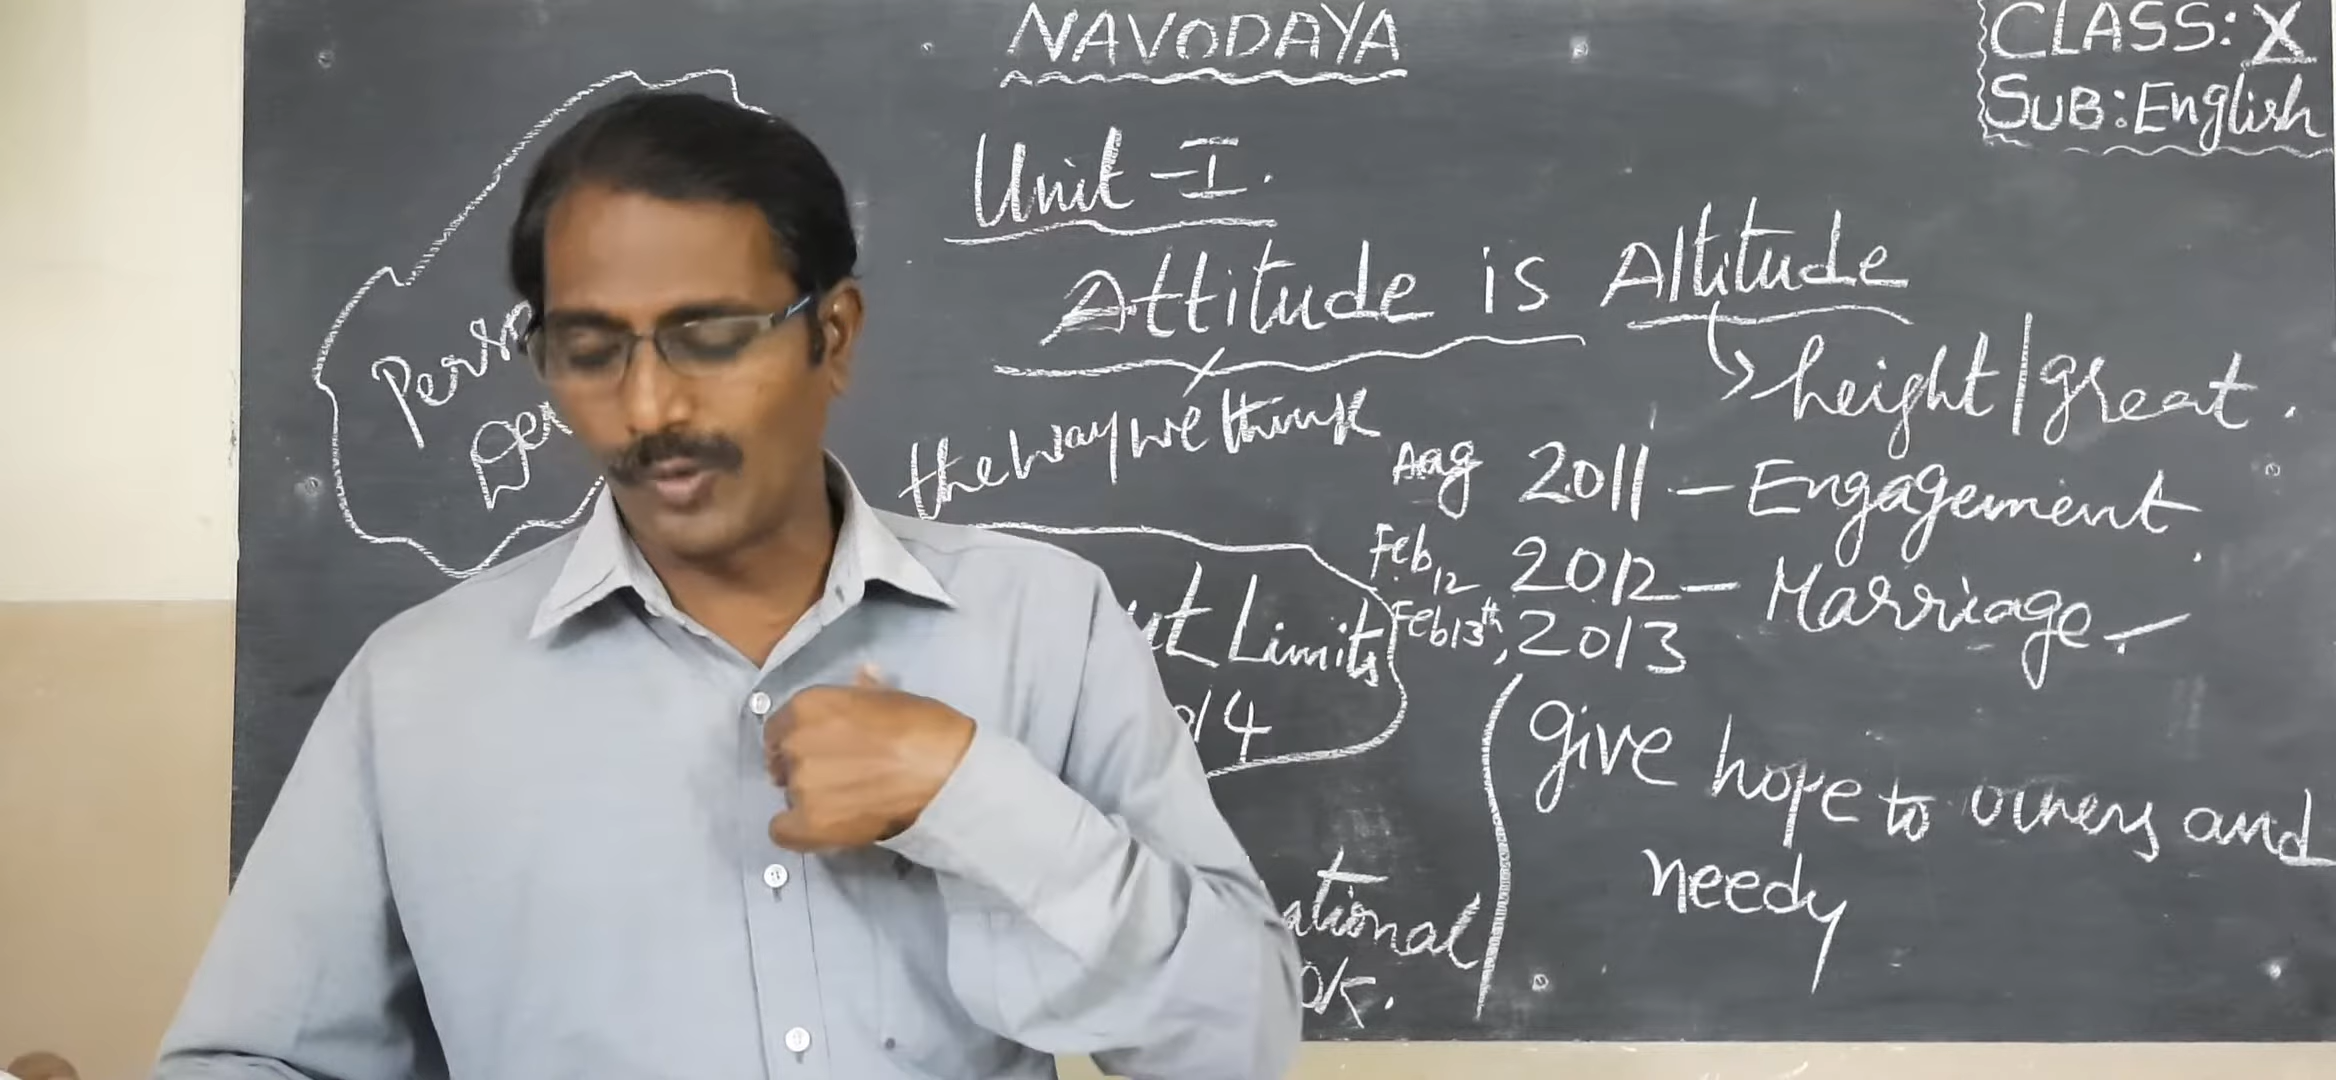 NAVODAYA
CLASS: X
SUB: English
Unit - I.
Attitude is Altitude
height/great.
the way we think
Aug 2011 - Engagement.
Feb 12 2012 - Marriage -
Feb 13th, 2013
Limits
give hope to others and
needy